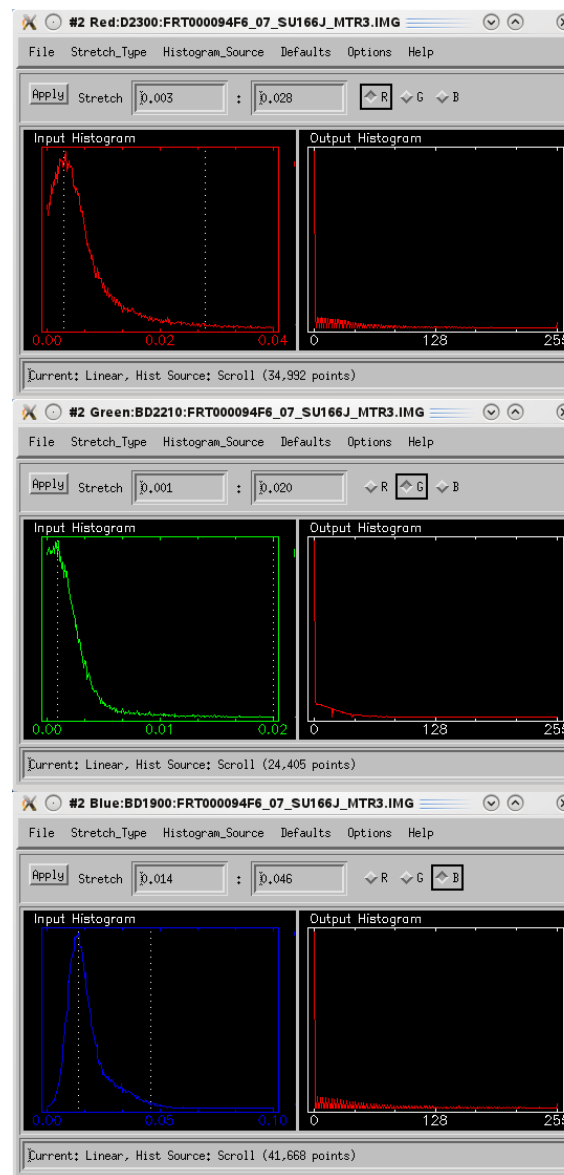 #2 Red:D2300:FRT000094F6_07_SU166J_MTR3.IMG
File Stretch_Type Histogram_Source Defaults Options Help
Apply Stretch 0.003 : 0.028 R G B
Input Histogram Output Histogram
0.00 0.02 0.04 0 128 255
Current: Linear, Hist Source: Scroll (34,992 points)
#2 Green:BD2210:FRT000094F6_07_SU166J_MTR3.IMG
File Stretch_Type Histogram_Source Defaults Options Help
Apply Stretch 0.001 : 0.020 R G B
Input Histogram Output Histogram
0.00 0.01 0.02 0 128 255
Current: Linear, Hist Source: Scroll (24,405 points)
#2 Blue:BD1900:FRT000094F6_07_SU166J_MTR3.IMG
File Stretch_Type Histogram_Source Defaults Options Help
Apply Stretch 0.014 : 0.046 R G B
Input Histogram Output Histogram
0.00 0.05 0.10 0 128 255
Current: Linear, Hist Source: Scroll (41,668 points)